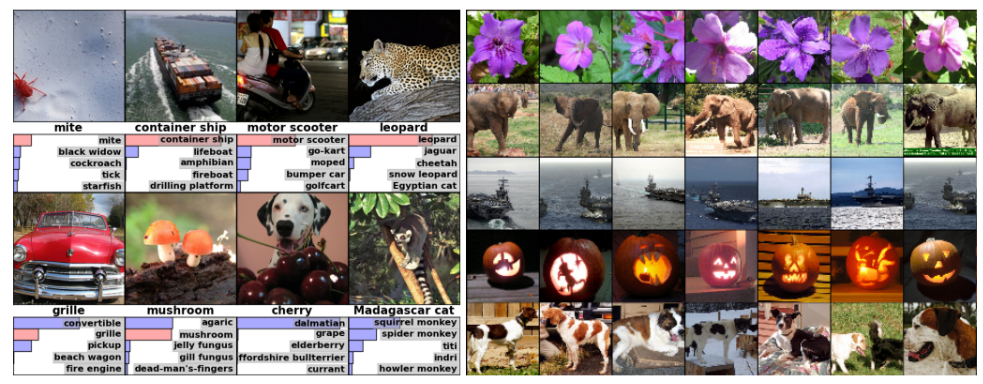 mite container ship motor scooter leopard
mite container ship motor scooter leopard
black widow lifeboat go-kart jaguar
cockroach amphibian moped cheetah
tick fireboat bumper car snow leopard
starfish drilling platform golfcart Egyptian cat
grille mushroom cherry Madagascar cat
convertible agaric dalmatian squirrel monkey
grille mushroom grape spider monkey
pickup jelly fungus elderberry titi
beach wagon gill fungus ffordshire bullterrier indri
fire engine dead-man's-fingers currant howler monkey